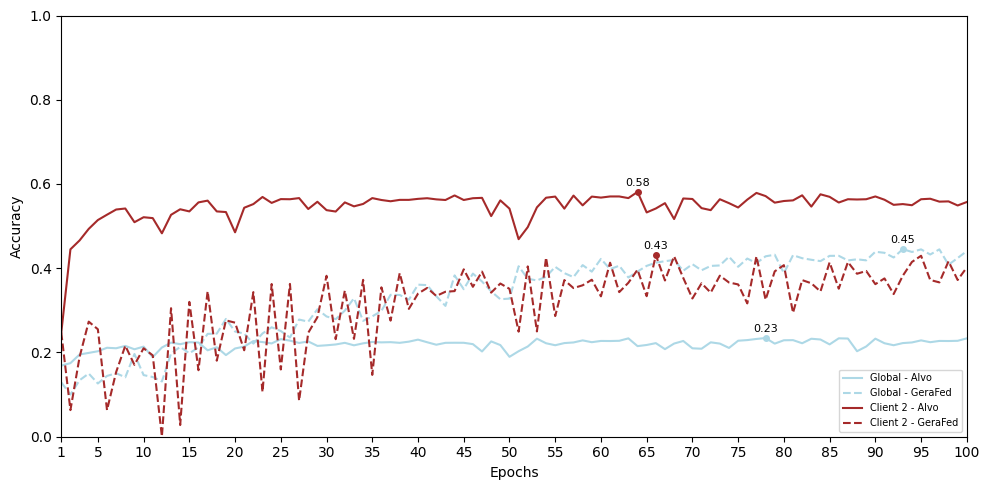 1.0
0.8
0.6
0.4
0.2
0.0
Accuracy
0.58
0.43
0.45
0.23
Global - Alvo
Global - GeraFed
Client 2 - Alvo
Client 2 - GeraFed
1 5 10 15 20 25 30 35 40 45 50 55 60 65 70 75 80 85 90 95 100
Epochs